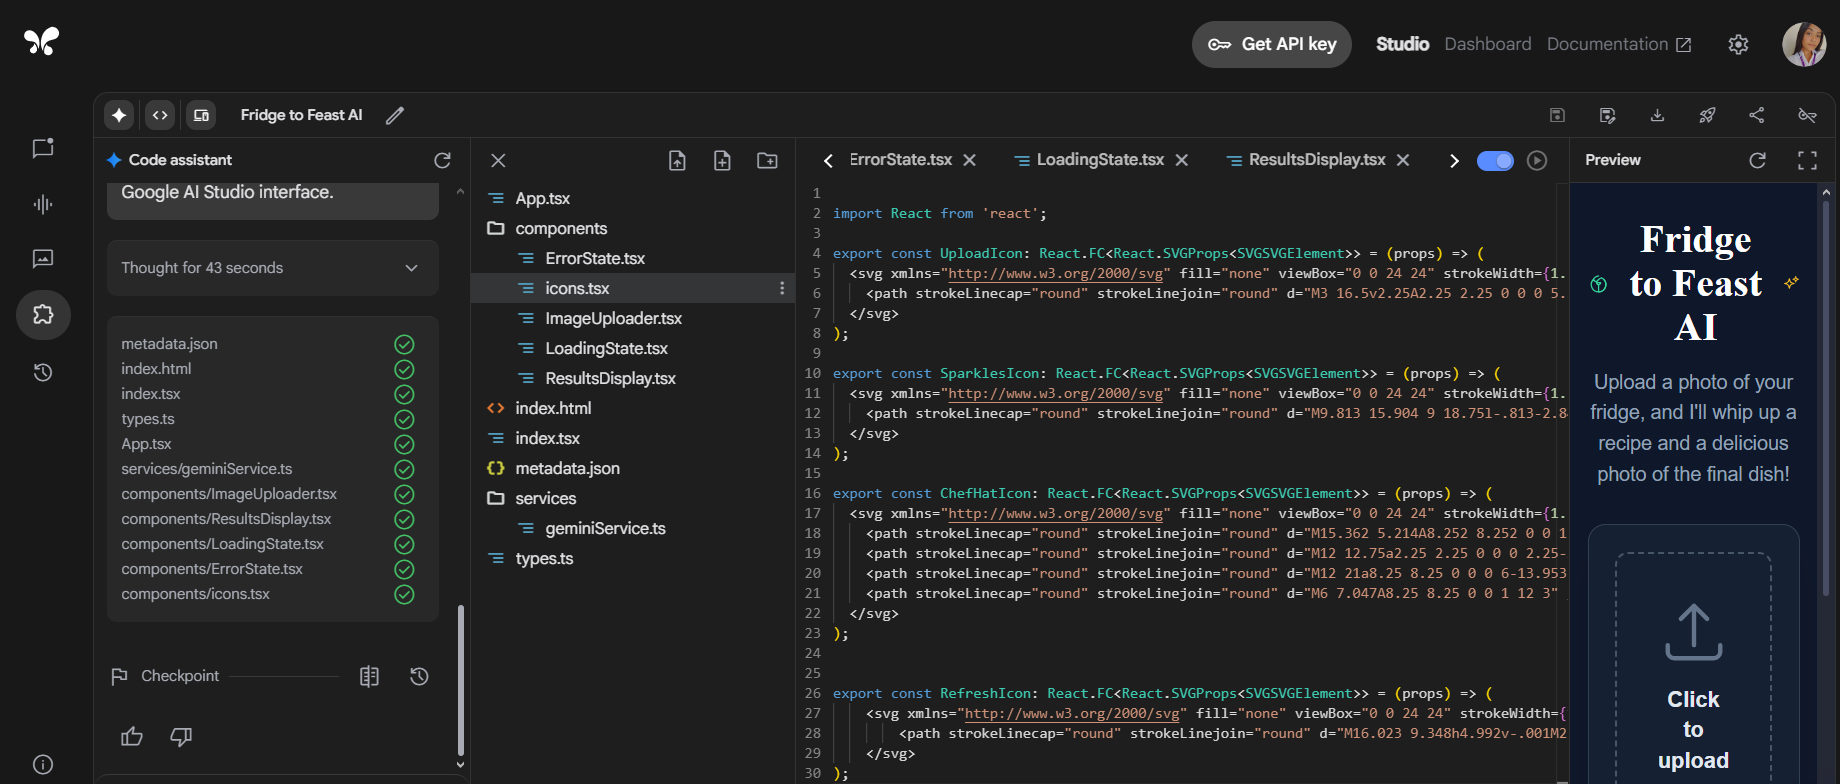 Get API key
Studio
Dashboard
Documentation
Fridge to Feast AI
Code assistant
Google AI Studio interface.
Thought for 43 seconds
metadata.json
index.html
index.tsx
types.ts
App.tsx
services/geminiService.ts
components/ImageUploader.tsx
components/ResultsDisplay.tsx
components/LoadingState.tsx
components/ErrorState.tsx
components/icons.tsx
Checkpoint
App.tsx
components
ErrorState.tsx
icons.tsx
ImageUploader.tsx
LoadingState.tsx
ResultsDisplay.tsx
index.html
index.tsx
metadata.json
services
geminiService.ts
types.ts
ErrorState.tsx
LoadingState.tsx
ResultsDisplay.tsx
1
2 import React from 'react';
3
4 export const UploadIcon: React.FC<React.SVGProps<SVGSVGElement>> = (props) => (
5 <svg xmlns="http://www.w3.org/2000/svg" fill="none" viewBox="0 0 24 24" strokeWidth={1.
6 <path strokeLinecap="round" strokeLinejoin="round" d="M3 16.5v2.25A2.25 2.25 0 0 0 5.
7 </svg>
8 );
9
10 export const SparklesIcon: React.FC<React.SVGProps<SVGSVGElement>> = (props) => (
11 <svg xmlns="http://www.w3.org/2000/svg" fill="none" viewBox="0 0 24 24" strokeWidth={1.
12 <path strokeLinecap="round" strokeLinejoin="round" d="M9.813 15.904 9 18.75l-.813-2.8
13 </svg>
14 );
15
16 export const ChefHatIcon: React.FC<React.SVGProps<SVGSVGElement>> = (props) => (
17 <svg xmlns="http://www.w3.org/2000/svg" fill="none" viewBox="0 0 24 24" strokeWidth={1.
18 <path strokeLinecap="round" strokeLinejoin="round" d="M15.362 5.214A8.252 8.252 0 0 1
19 <path strokeLinecap="round" strokeLinejoin="round" d="M12 12.75a2.25 2.25 0 0 0 2.25-
20 <path strokeLinecap="round" strokeLinejoin="round" d="M12 21a8.25 8.25 0 0 0 6-13.953
21 <path strokeLinecap="round" strokeLinejoin="round" d="M6 7.047A8.25 8.25 0 0 1 12 3"
22 </svg>
23 );
24
25
26 export const RefreshIcon: React.FC<React.SVGProps<SVGSVGElement>> = (props) => (
27 <svg xmlns="http://www.w3.org/2000/svg" fill="none" viewBox="0 0 24 24" strokeWidth={
28 <path strokeLinecap="round" strokeLinejoin="round" d="M16.023 9.348h4.992v-.001M2
29 </svg>
30 );
Preview
Fridge
to Feast
AI
Upload a photo of your
fridge, and I'll whip up a
recipe and a delicious
photo of the final dish!
Click
to
upload